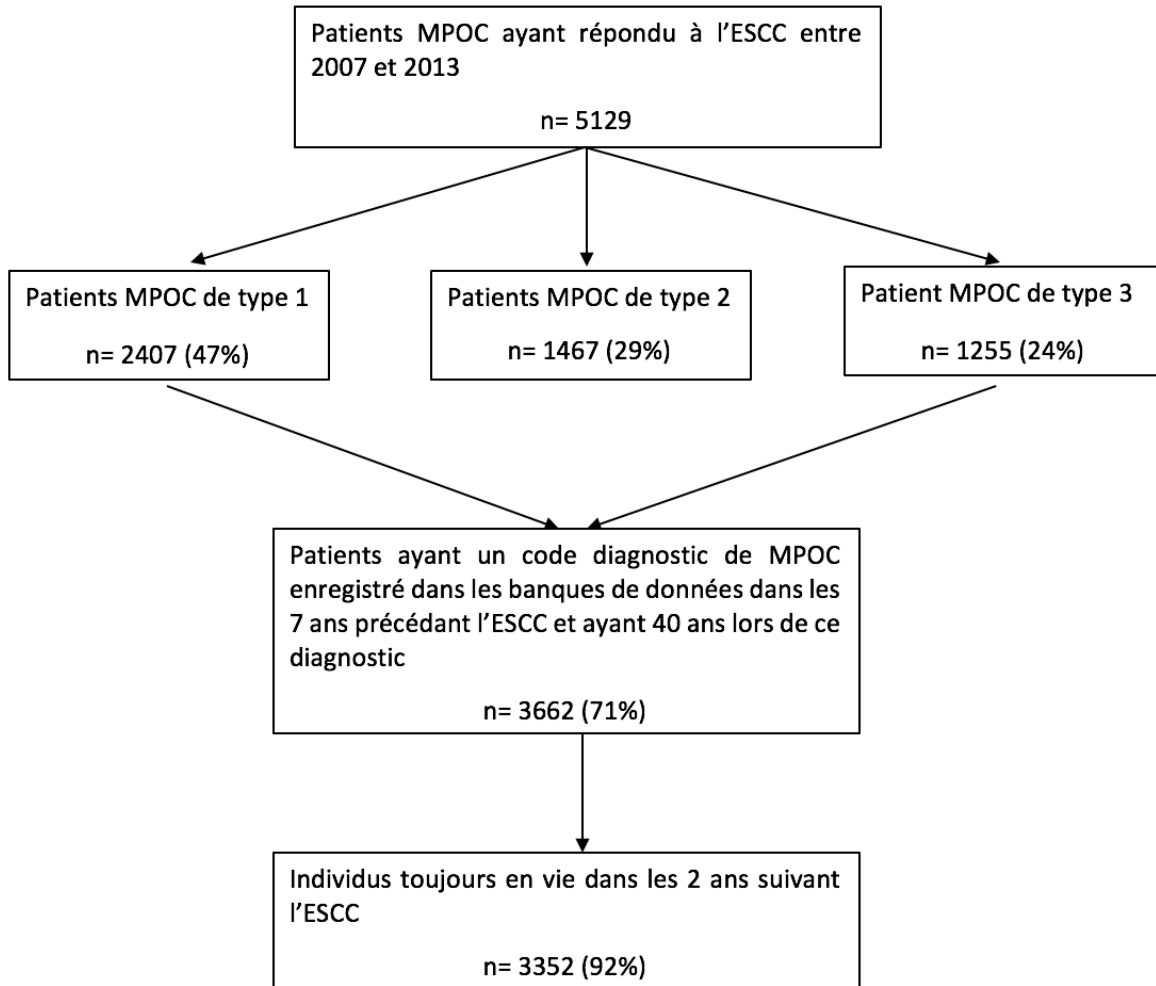 Patients MPOC ayant répondu à l’ESCC entre
2007 et 2013
n= 5129
Patients MPOC de type 1
n= 2407 (47%)
Patients MPOC de type 2
n= 1467 (29%)
Patient MPOC de type 3
n= 1255 (24%)
Patients ayant un code diagnostic de MPOC
enregistré dans les banques de données dans les
7 ans précédant l’ESCC et ayant 40 ans lors de ce
diagnostic
n= 3662 (71%)
Individus toujours en vie dans les 2 ans suivant
l’ESCC
n= 3352 (92%)